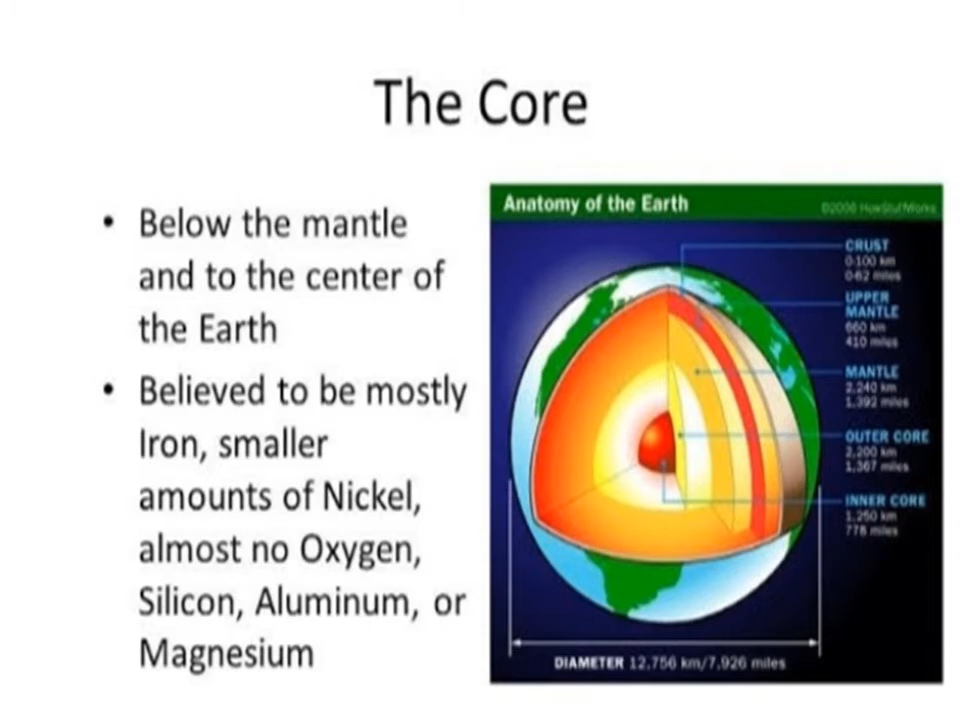 The Core
• Below the mantle
and to the center of
the Earth
• Believed to be mostly
Iron, smaller
amounts of Nickel,
almost no Oxygen,
Silicon, Aluminum, or
Magnesium
Anatomy of the Earth
©2000 HowStuffWorks
CRUST
0-100 km
0-62 miles
UPPER
MANTLE
660 km
410 miles
MANTLE
2,240 km
1,392 miles
OUTER CORE
2,200 km
1,367 miles
INNER CORE
1,250 km
776 miles
DIAMETER 12,756 km/7,926 miles